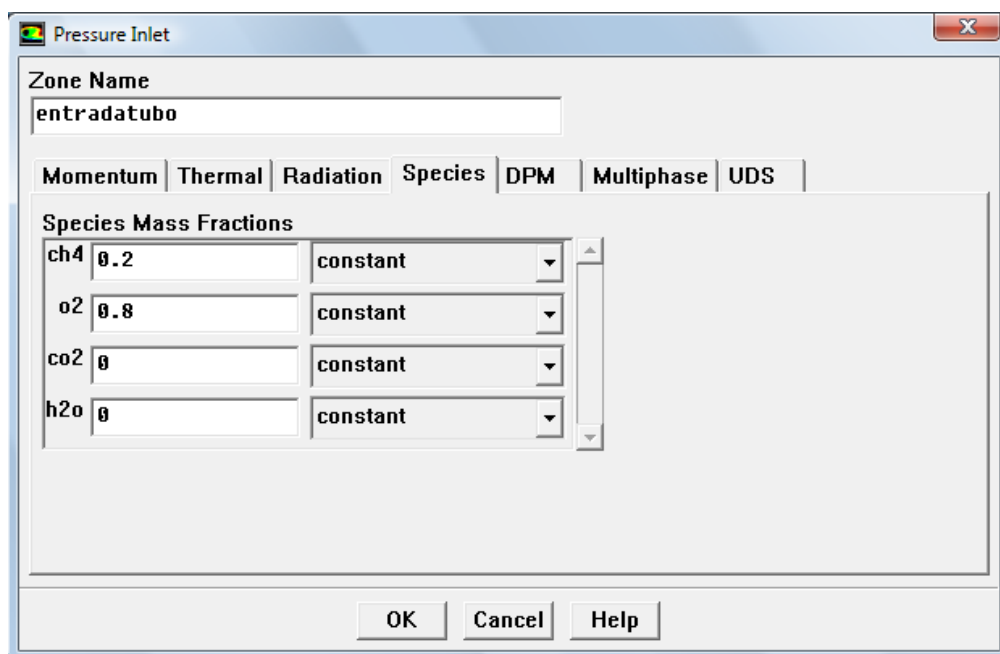 Pressure Inlet
Zone Name
entradatubo
Momentum Thermal Radiation Species DPM Multiphase UDS
Species Mass Fractions
ch4 0.2 constant
o2 0.8 constant
co2 0 constant
h2o 0 constant
OK Cancel Help